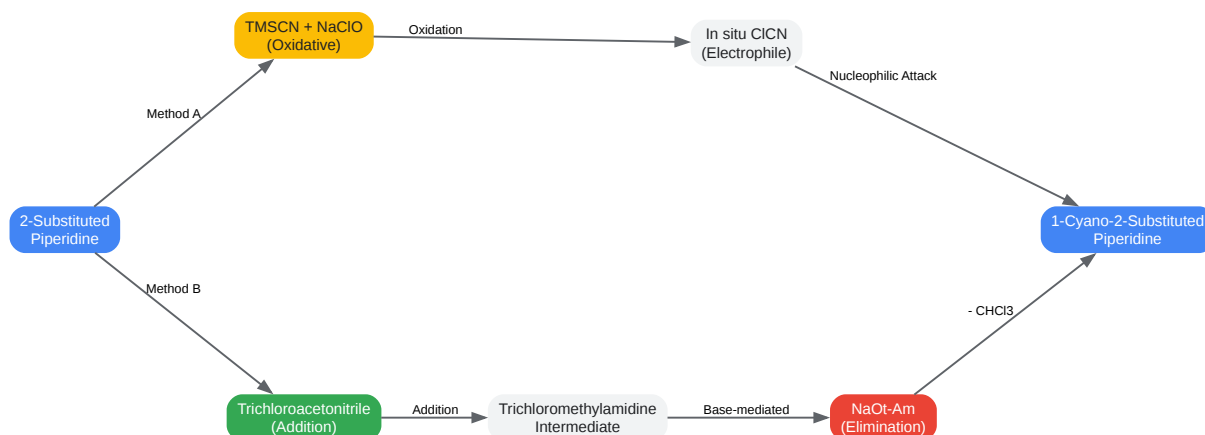 TMSCN + NaClO
(Oxidative)
Oxidation
In situ ClCN
(Electrophile)
Nucleophilic Attack
Method A
2-Substituted
Piperidine
1-Cyano-2-Substituted
Piperidine
Method B
- CHCl3
Trichloroacetonitrile
(Addition)
Addition
Trichloromethylamidine
Intermediate
Base-mediated
NaOt-Am
(Elimination)